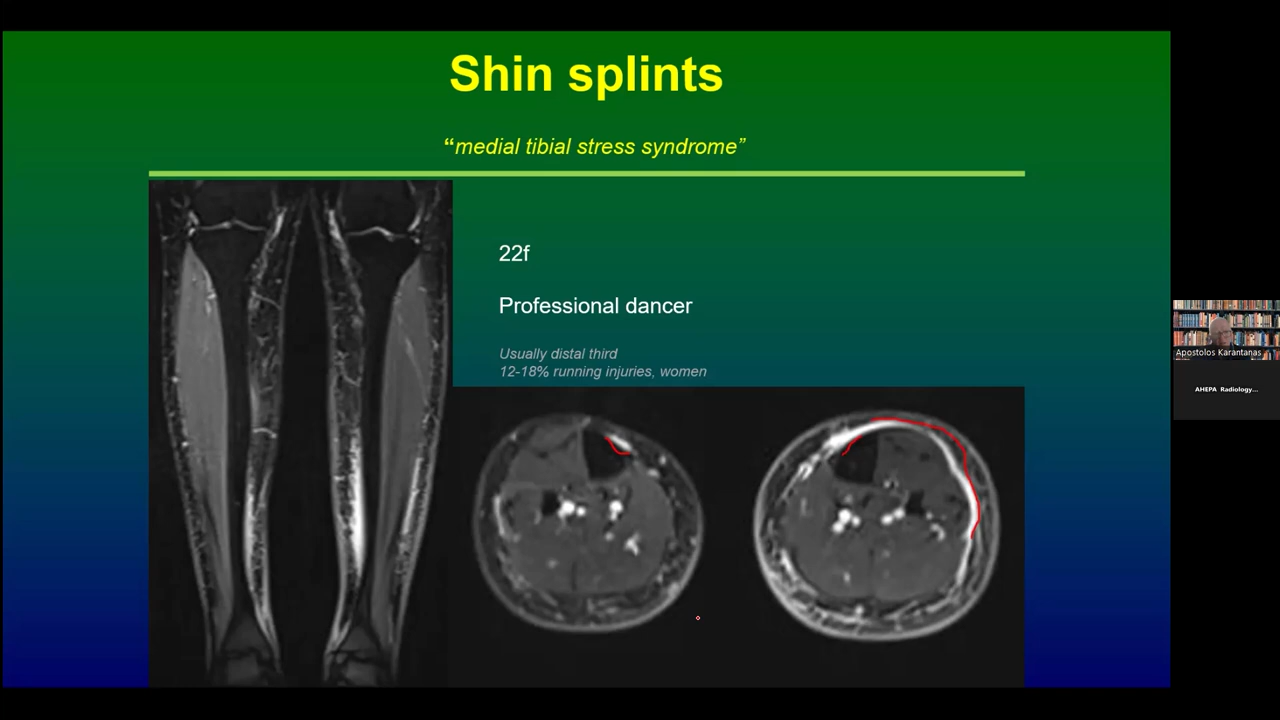 Shin splints
“medial tibial stress syndrome”
22f
Professional dancer
Usually distal third
12-18% running injuries, women
Apostolos Karantanas
AHEPA Radiology...